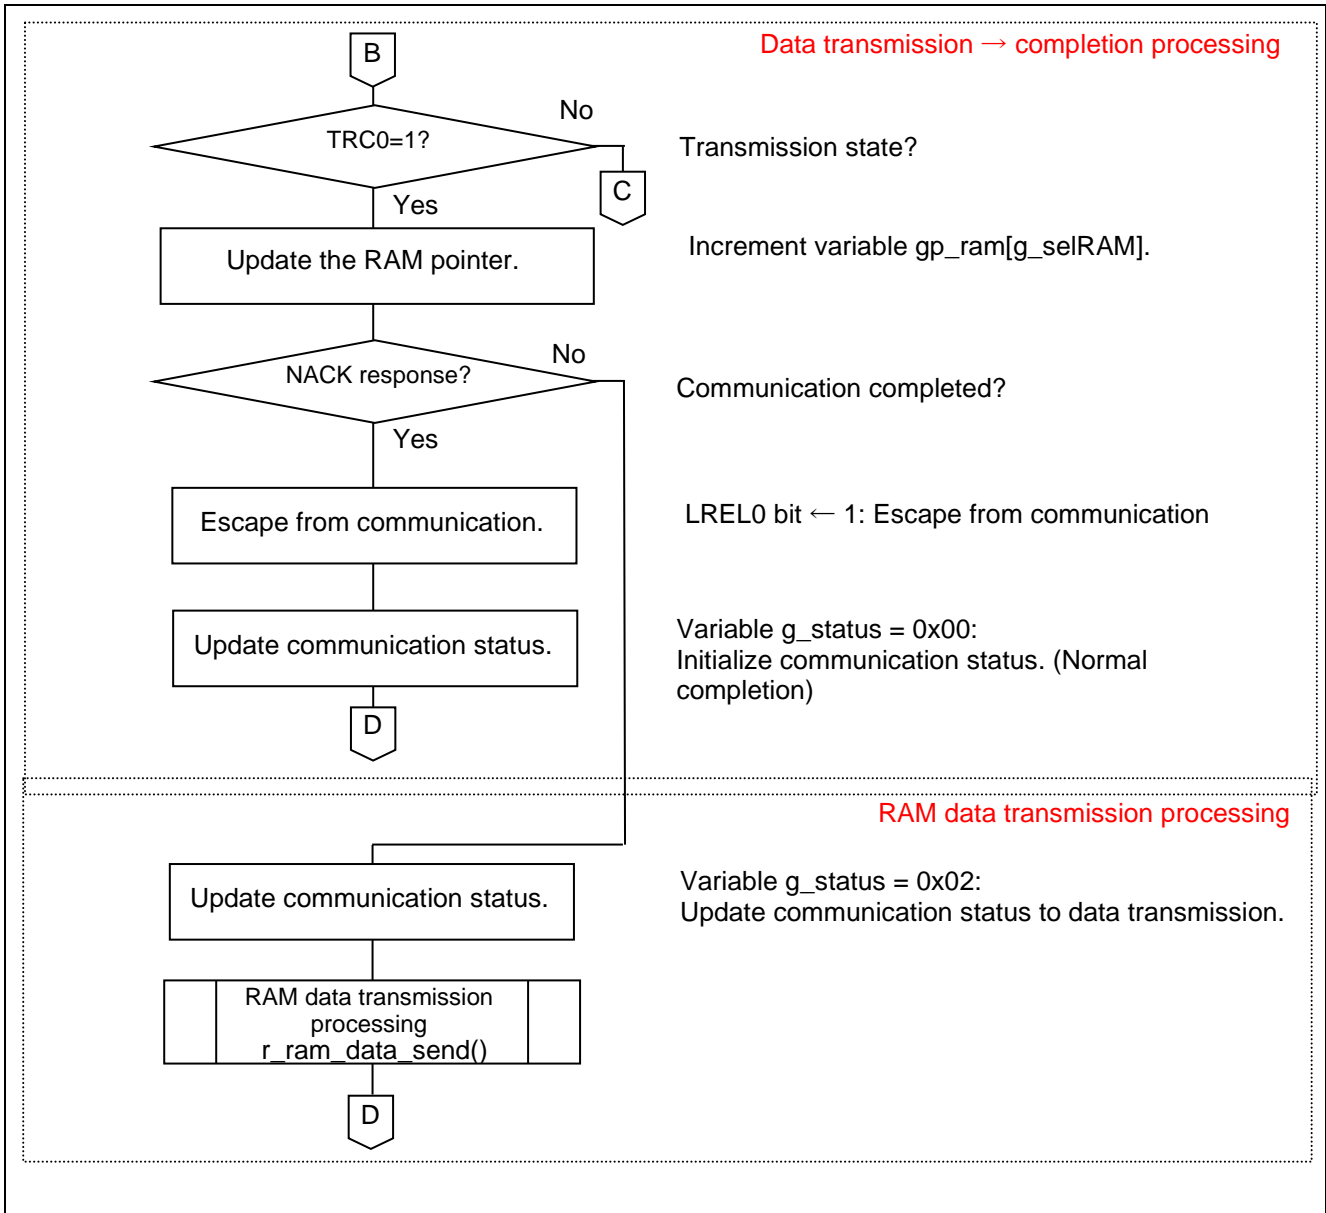 Data transmission → completion processing
B
No
TRC0=1?
Transmission state?
C
Yes
Update the RAM pointer.
Increment variable gp_ram[g_selRAM].
No
NACK response?
Communication completed?
Yes
Escape from communication.
LREL0 bit ← 1: Escape from communication
Update communication status.
Variable g_status = 0x00:
Initialize communication status. (Normal
completion)
D
RAM data transmission processing
Update communication status.
Variable g_status = 0x02:
Update communication status to data transmission.
RAM data transmission
processing
r_ram_data_send()
D